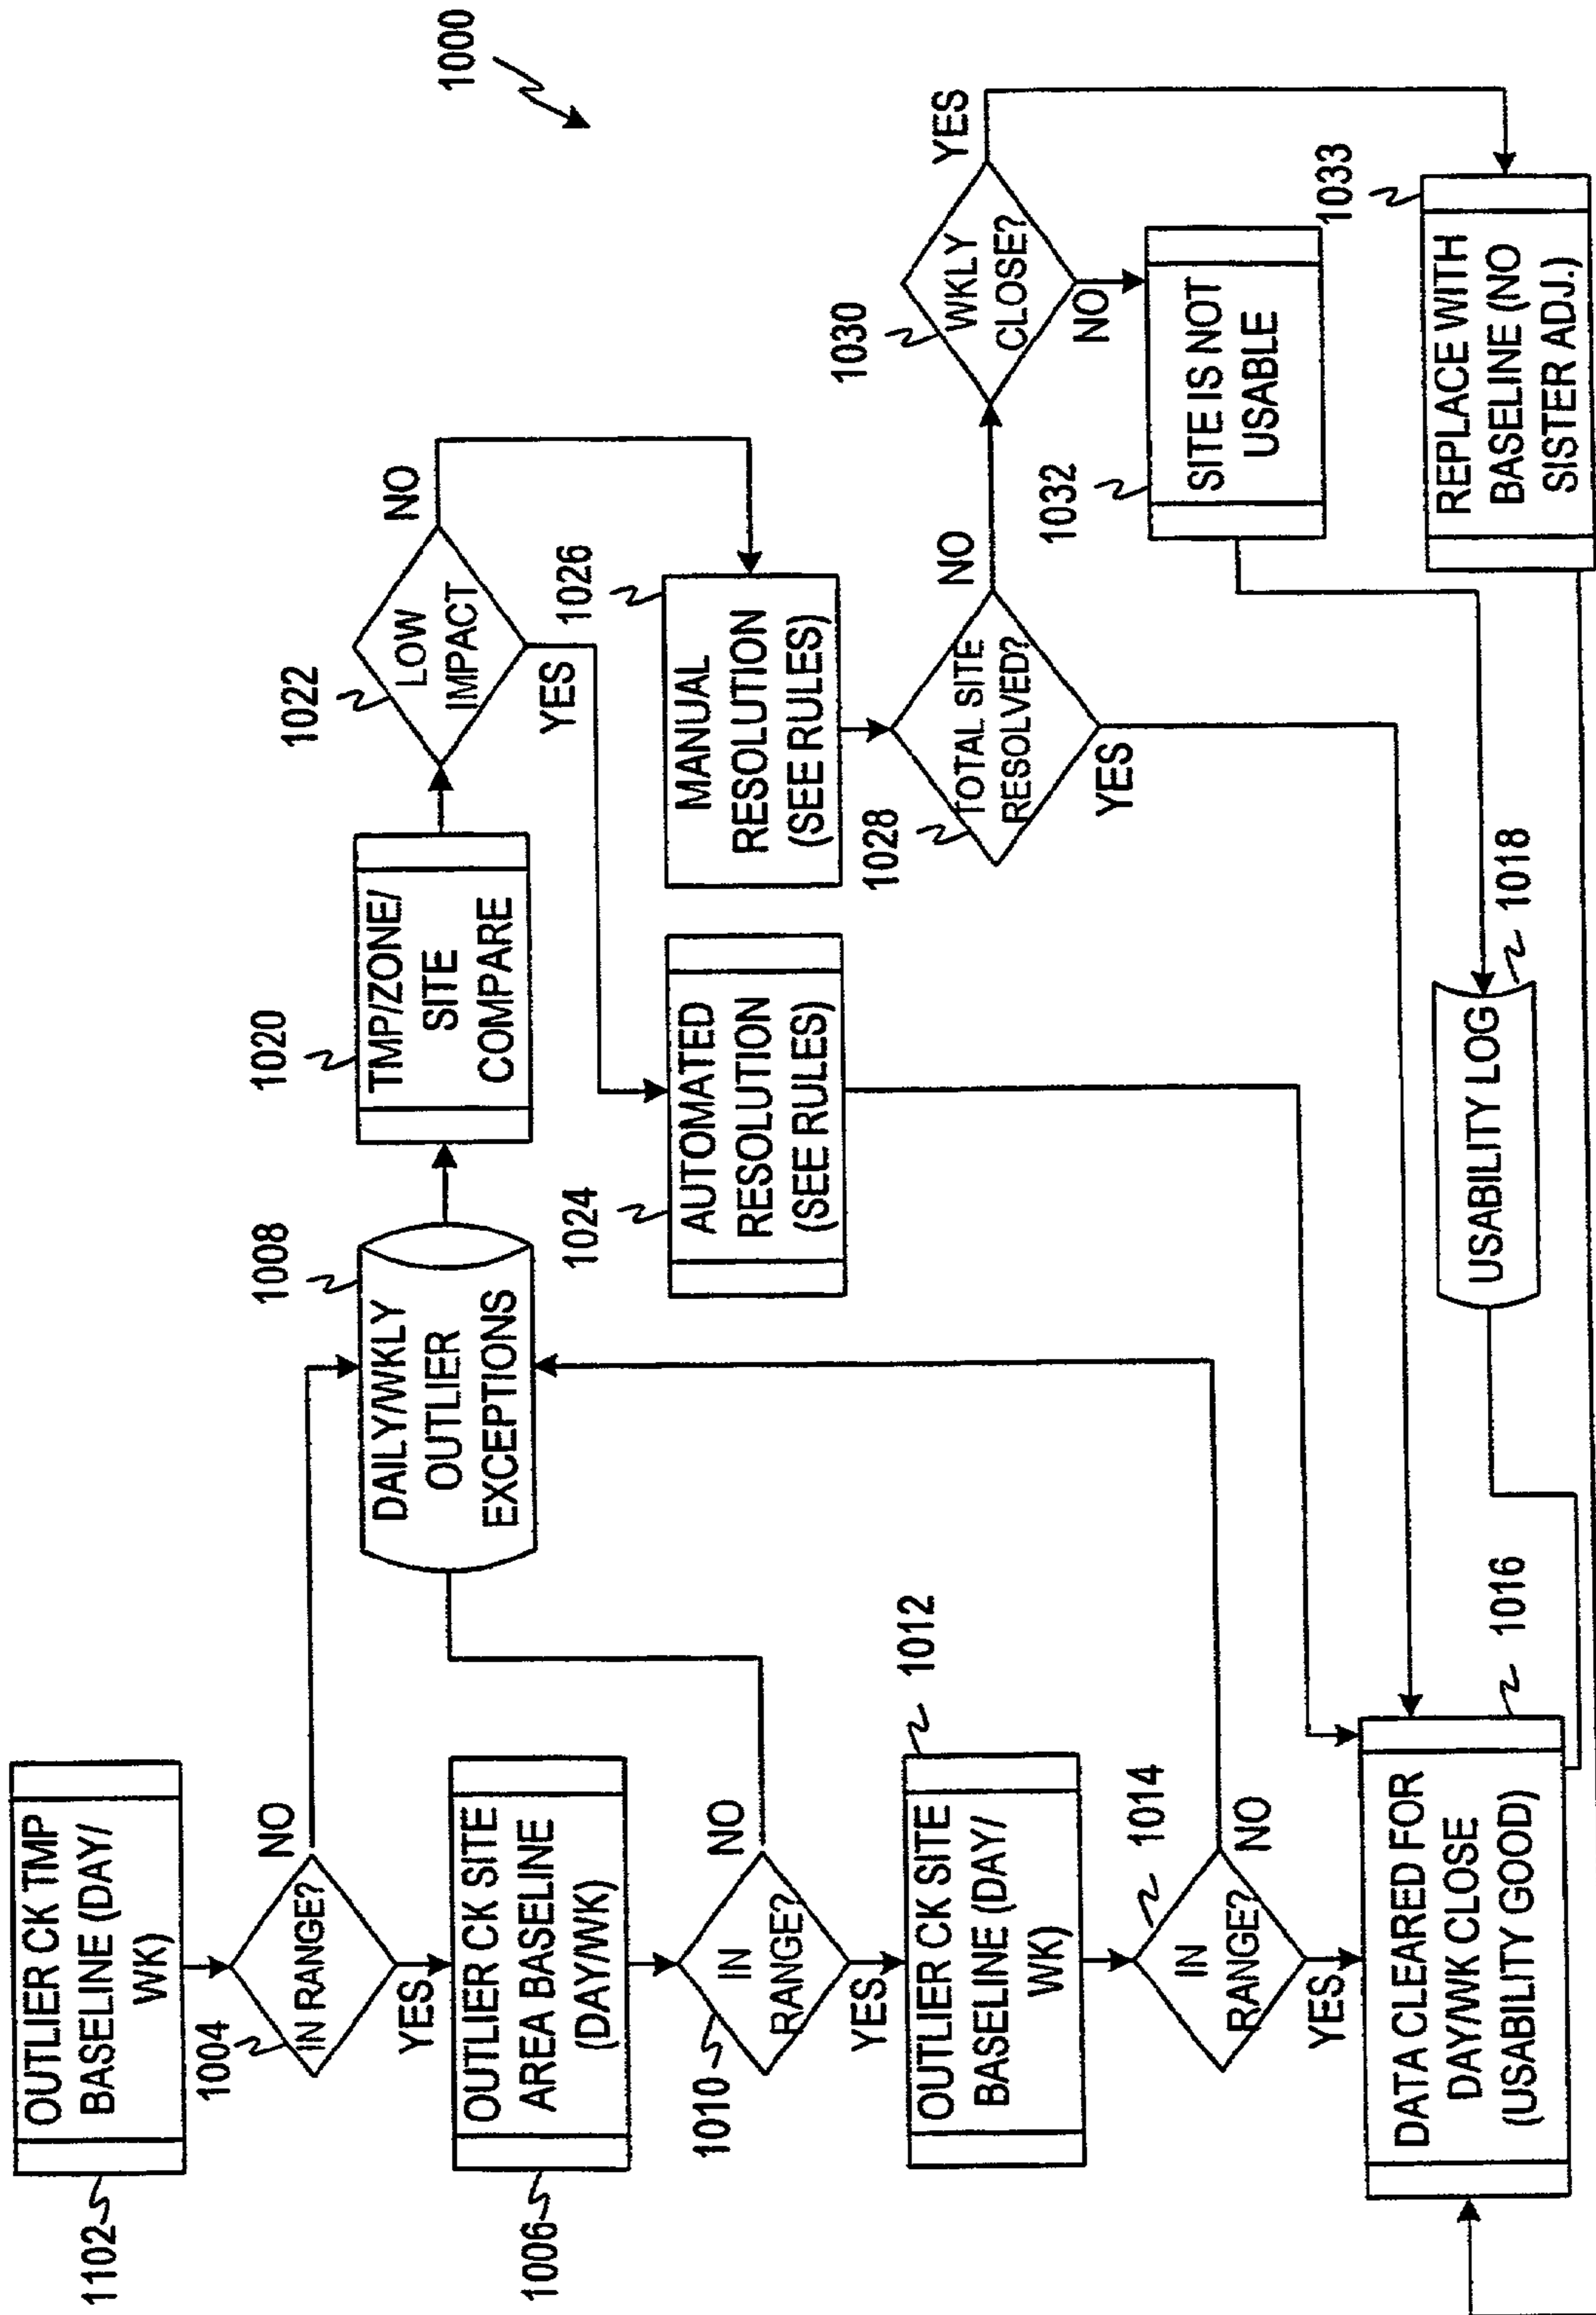 1000
1102
OUTLIER CK TMP
BASELINE (DAY/
WK)
1004
IN RANGE?
NO
YES
1006
OUTLIER CK SITE
AREA BASELINE
(DAY/WK)
1010
IN
RANGE?
NO
YES
1012
OUTLIER CK SITE
BASELINE (DAY/
WK)
1014
IN
RANGE?
NO
YES
1016
DATA CLEARED FOR
DAY/WK CLOSE
(USABILITY GOOD)
1008
DAILY/WKLY
OUTLIER
EXCEPTIONS
1020
TMP/ZONE/
SITE
COMPARE
1022
LOW
IMPACT
NO
YES
1024
AUTOMATED
RESOLUTION
(SEE RULES)
1026
MANUAL
RESOLUTION
(SEE RULES)
1028
TOTAL SITE
RESOLVED?
NO
YES
1030
WKLY
CLOSE?
YES
NO
1032
SITE IS NOT
USABLE
1033
REPLACE WITH
BASELINE (NO
SISTER ADJ.)
1018
USABILITY LOG